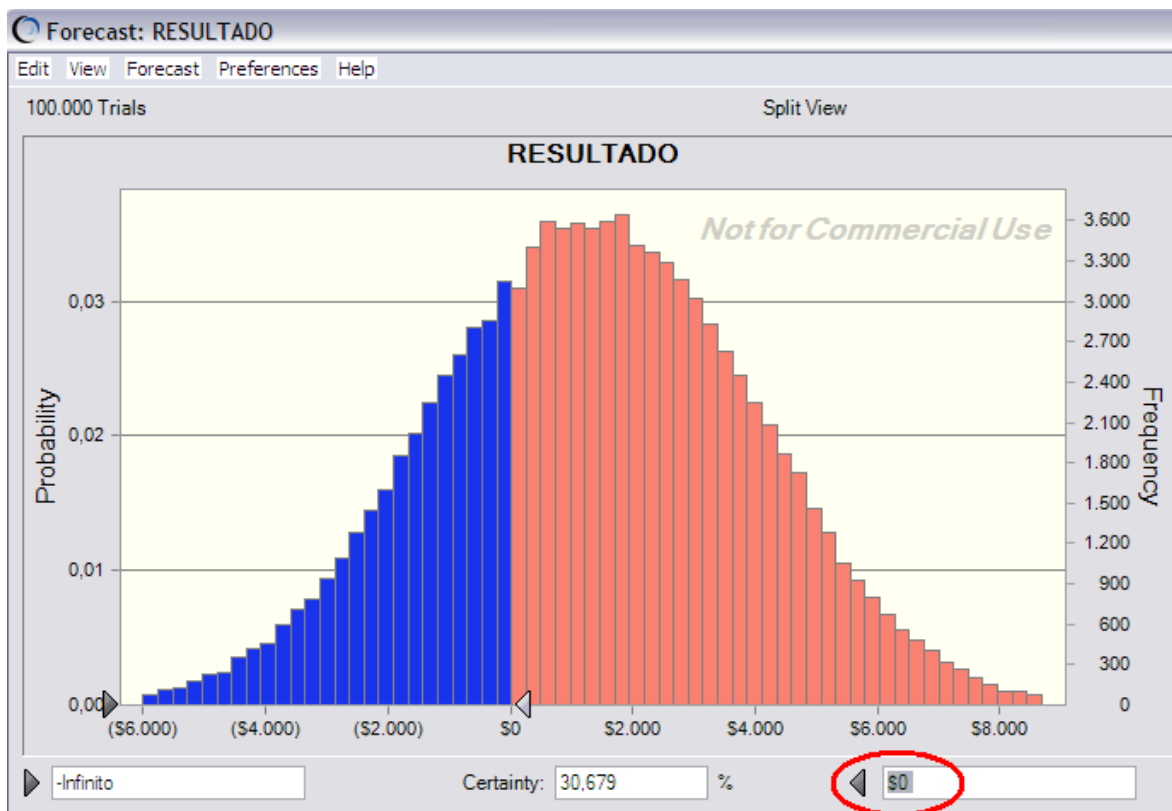 Forecast: RESULTADO
Edit View Forecast Preferences Help
100.000 Trials Split View
RESULTADO
Not for Commercial Use
Probability
0,03
0,02
0,01
0,00
3.600
3.300
3.000
2.700
2.400
2.100
1.800
1.500
1.200
900
600
300
0
Frequency
($6.000) ($4.000) ($2.000) $0 $2.000 $4.000 $6.000 $8.000
-Infinito Certainty: 30,679 % $0